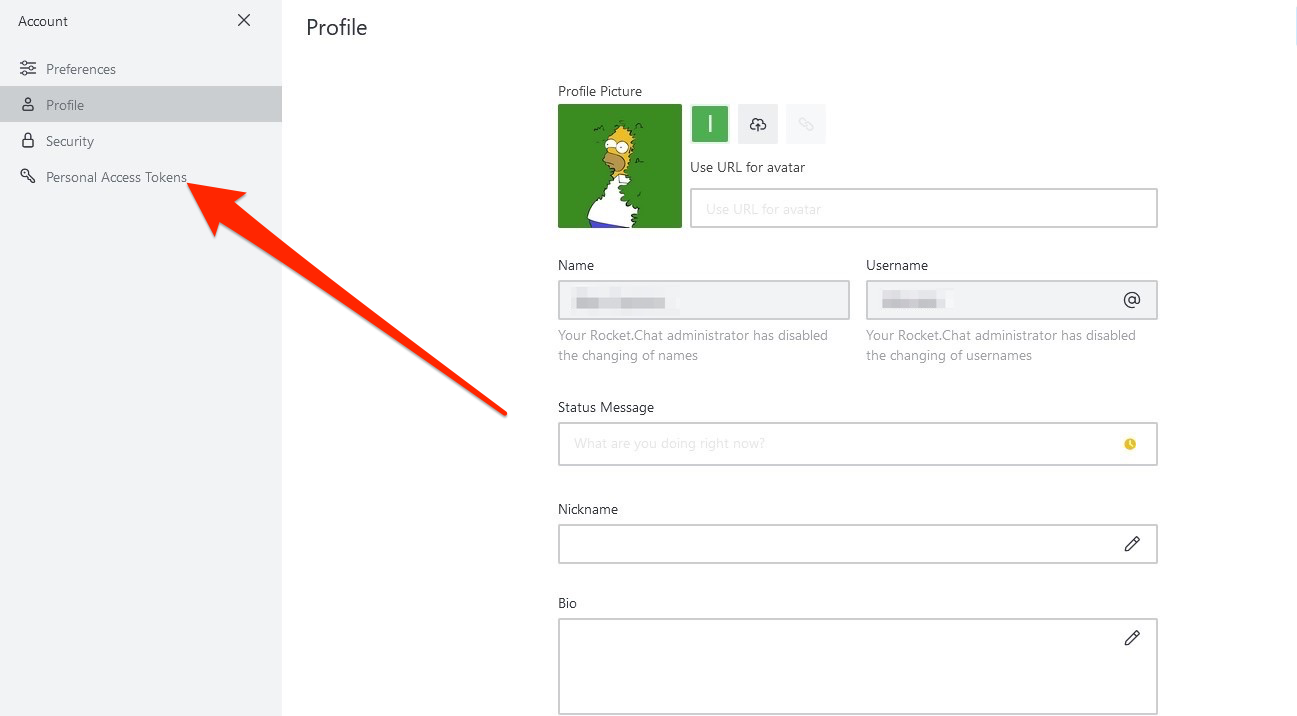 Account
Preferences
Profile
Security
Personal Access Tokens
Profile
Profile Picture
I
Use URL for avatar
Use URL for avatar
Name
Username
@
Your Rocket.Chat administrator has disabled
the changing of names
Your Rocket.Chat administrator has disabled
the changing of usernames
Status Message
What are you doing right now?
Nickname
Bio